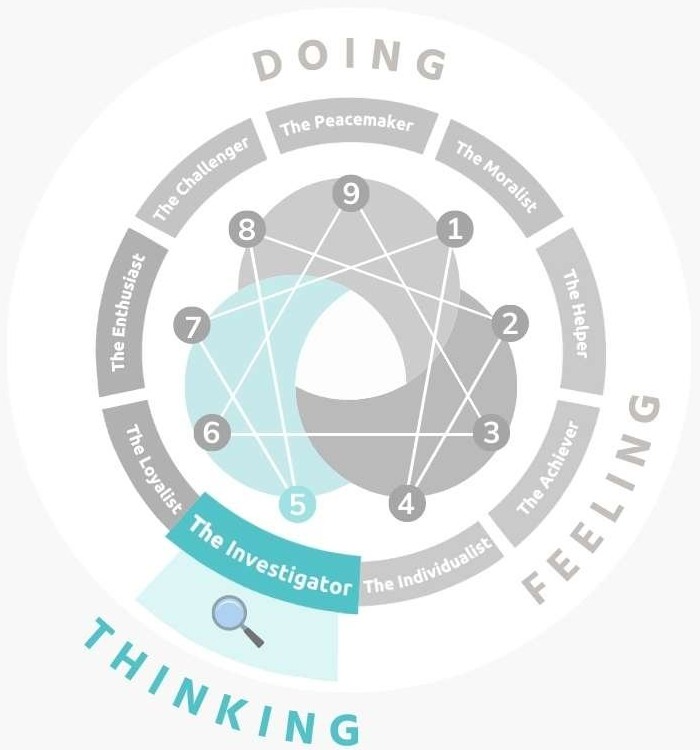 DOING
The Peacemaker
The Challenger
The Moralist
The Enthusiast
The Helper
9
8
1
7
2
6
3
5
4
The Loyalist
The Achiever
The Investigator
The Individualist
FEELING
THINKING